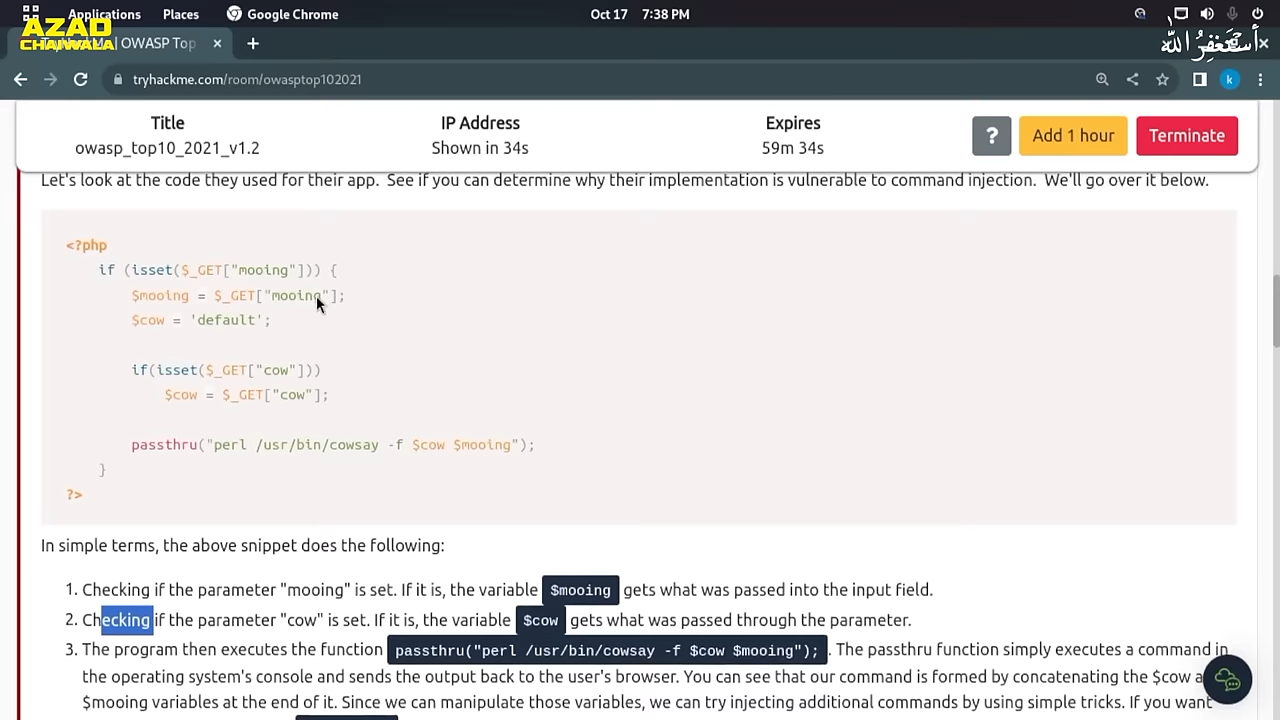 Applications Places Google Chrome Oct 17 7:38 PM
AZAD
CHAIWALA
| OWASP Top
أستغفر الله
tryhackme.com/room/owasptop102021
k
Title IP Address Expires
owasp_top10_2021_v1.2 Shown in 34s 59m 34s
? Add 1 hour Terminate
Let's look at the code they used for their app. See if you can determine why their implementation is vulnerable to command injection. We'll go over it below.
<?php
if (isset($_GET["mooing"])) {
$mooing = $_GET["mooing"];
$cow = 'default';
if(isset($_GET["cow"]))
$cow = $_GET["cow"];
passthru("perl /usr/bin/cowsay -f $cow $mooing");
}
?>
In simple terms, the above snippet does the following:
1. Checking if the parameter "mooing" is set. If it is, the variable $mooing gets what was passed into the input field.
2. Checking if the parameter "cow" is set. If it is, the variable $cow gets what was passed through the parameter.
3. The program then executes the function passthru("perl /usr/bin/cowsay -f $cow $mooing"); . The passthru function simply executes a command in
the operating system's console and sends the output back to the user's browser. You can see that our command is formed by concatenating the $cow a
$mooing variables at the end of it. Since we can manipulate those variables, we can try injecting additional commands by using simple tricks. If you want